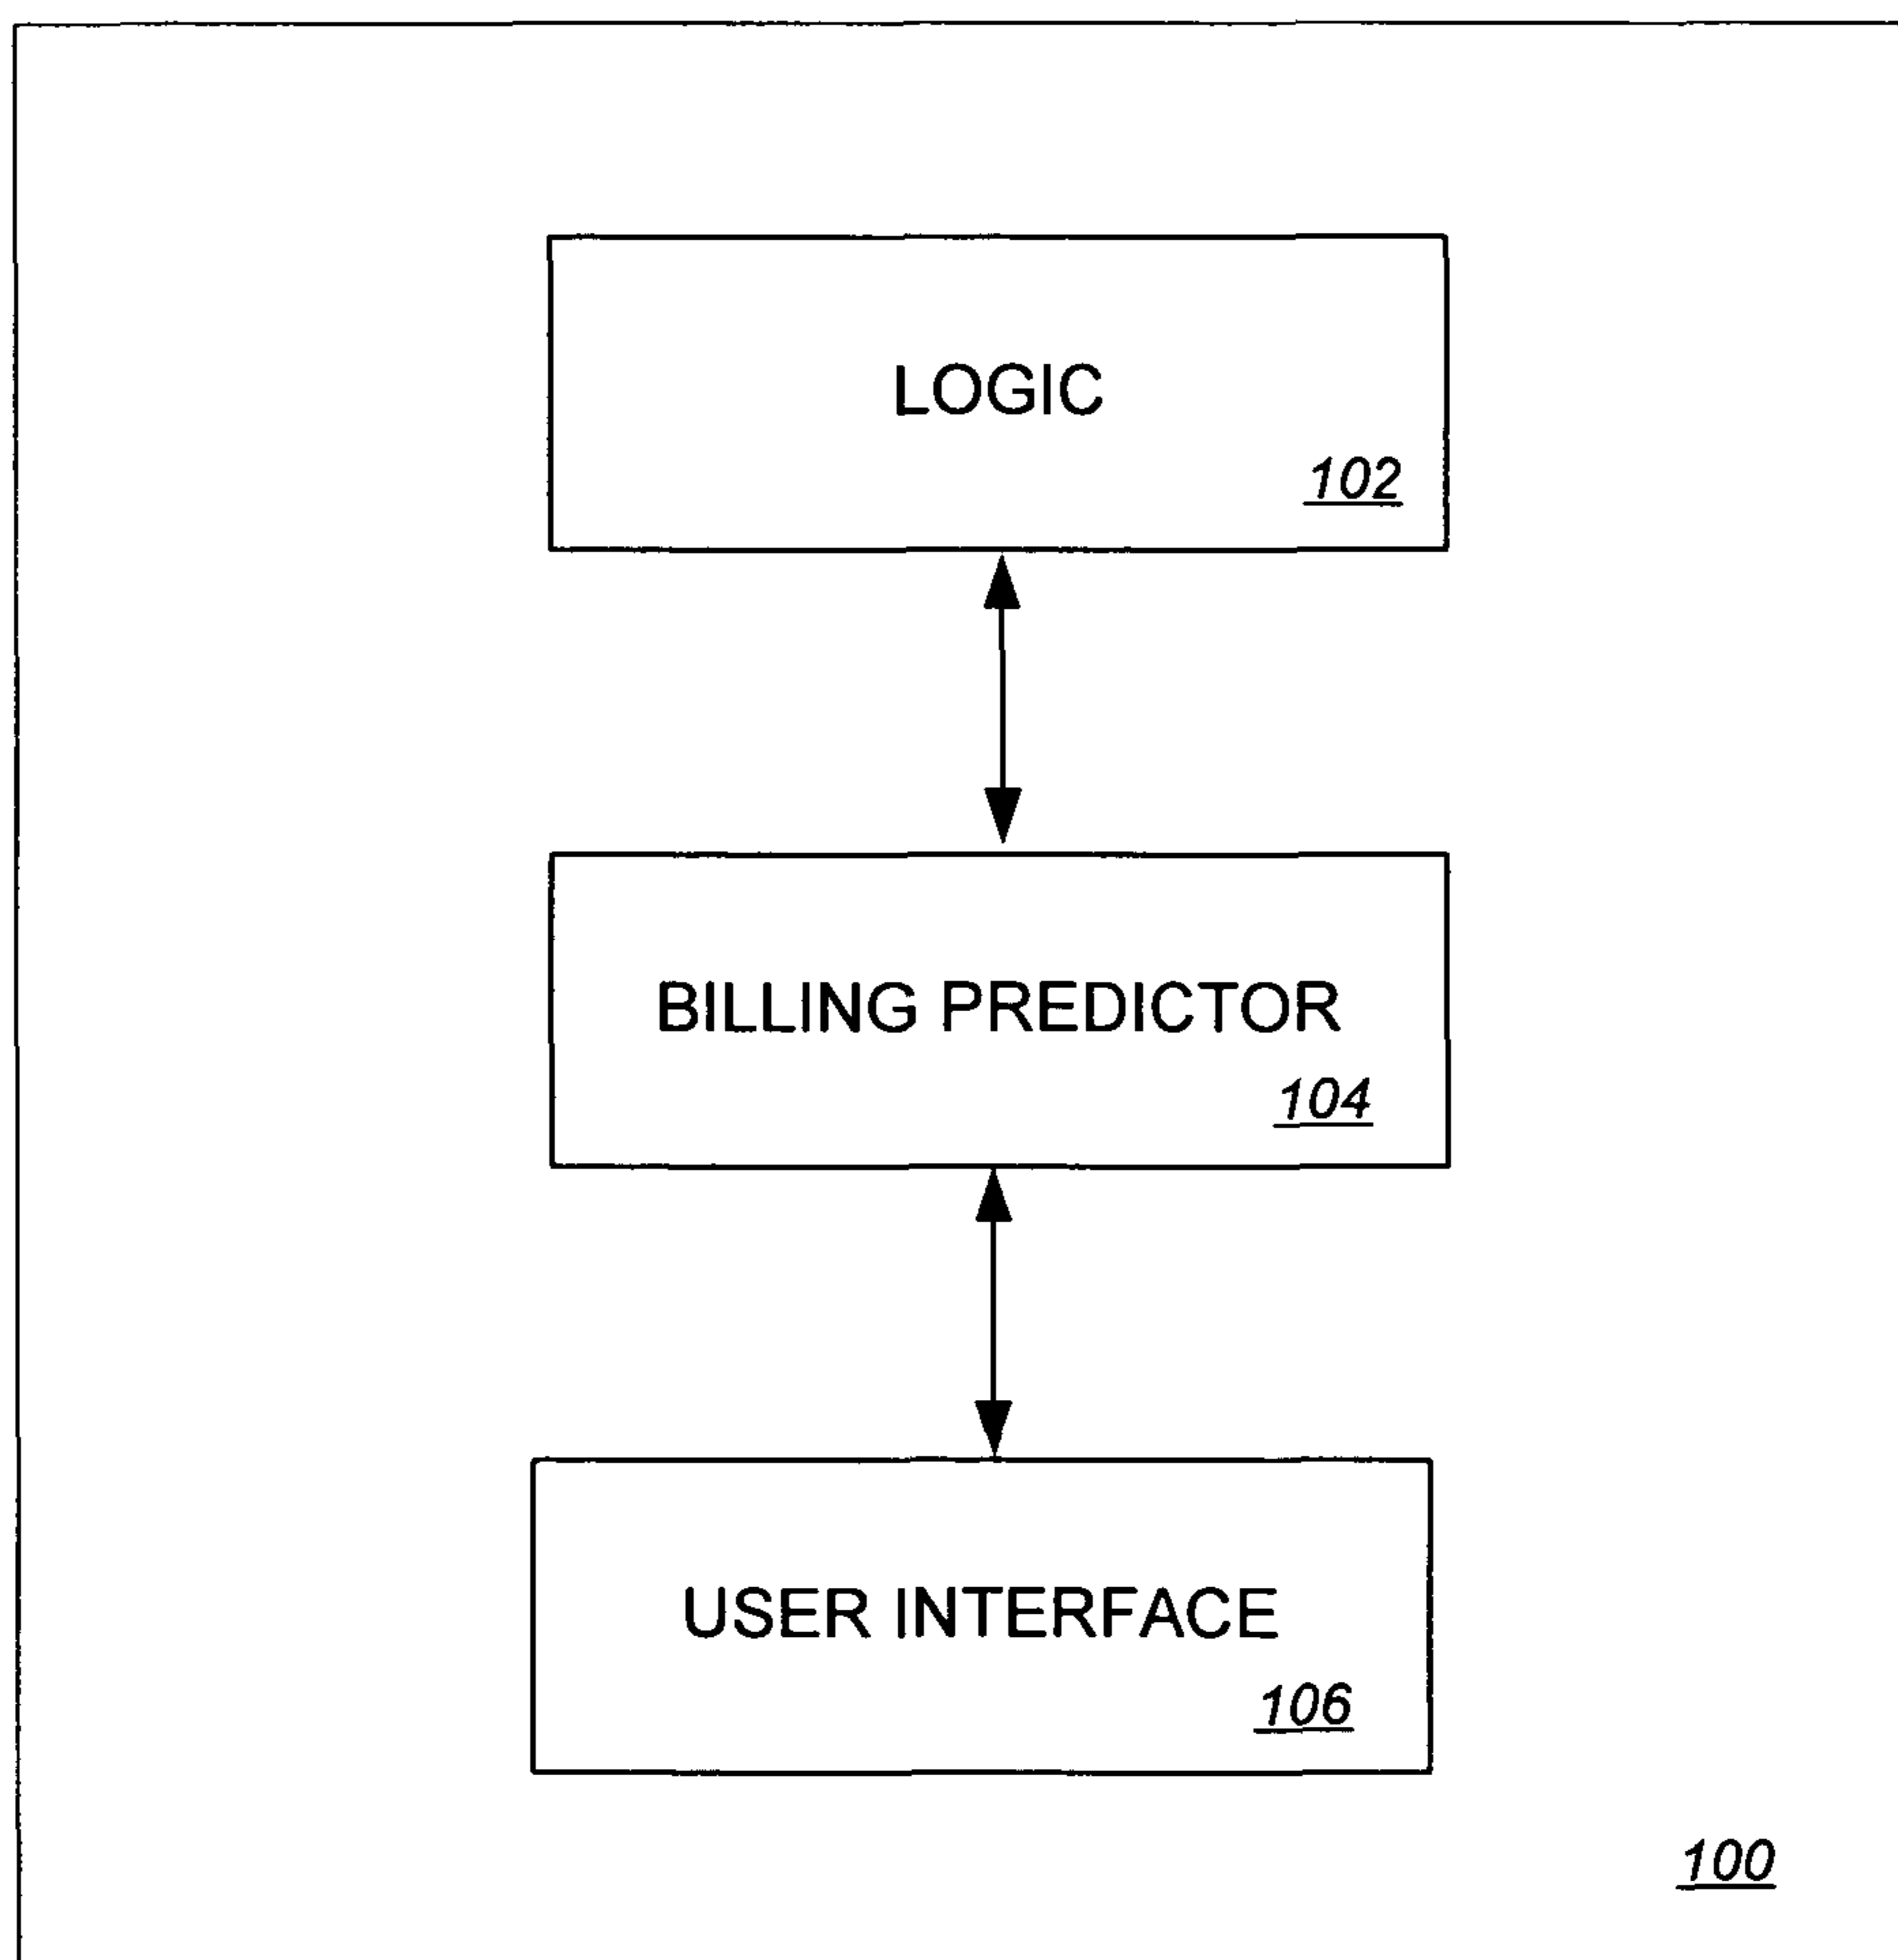 LOGIC
102
BILLING PREDICTOR
104
USER INTERFACE
106
100